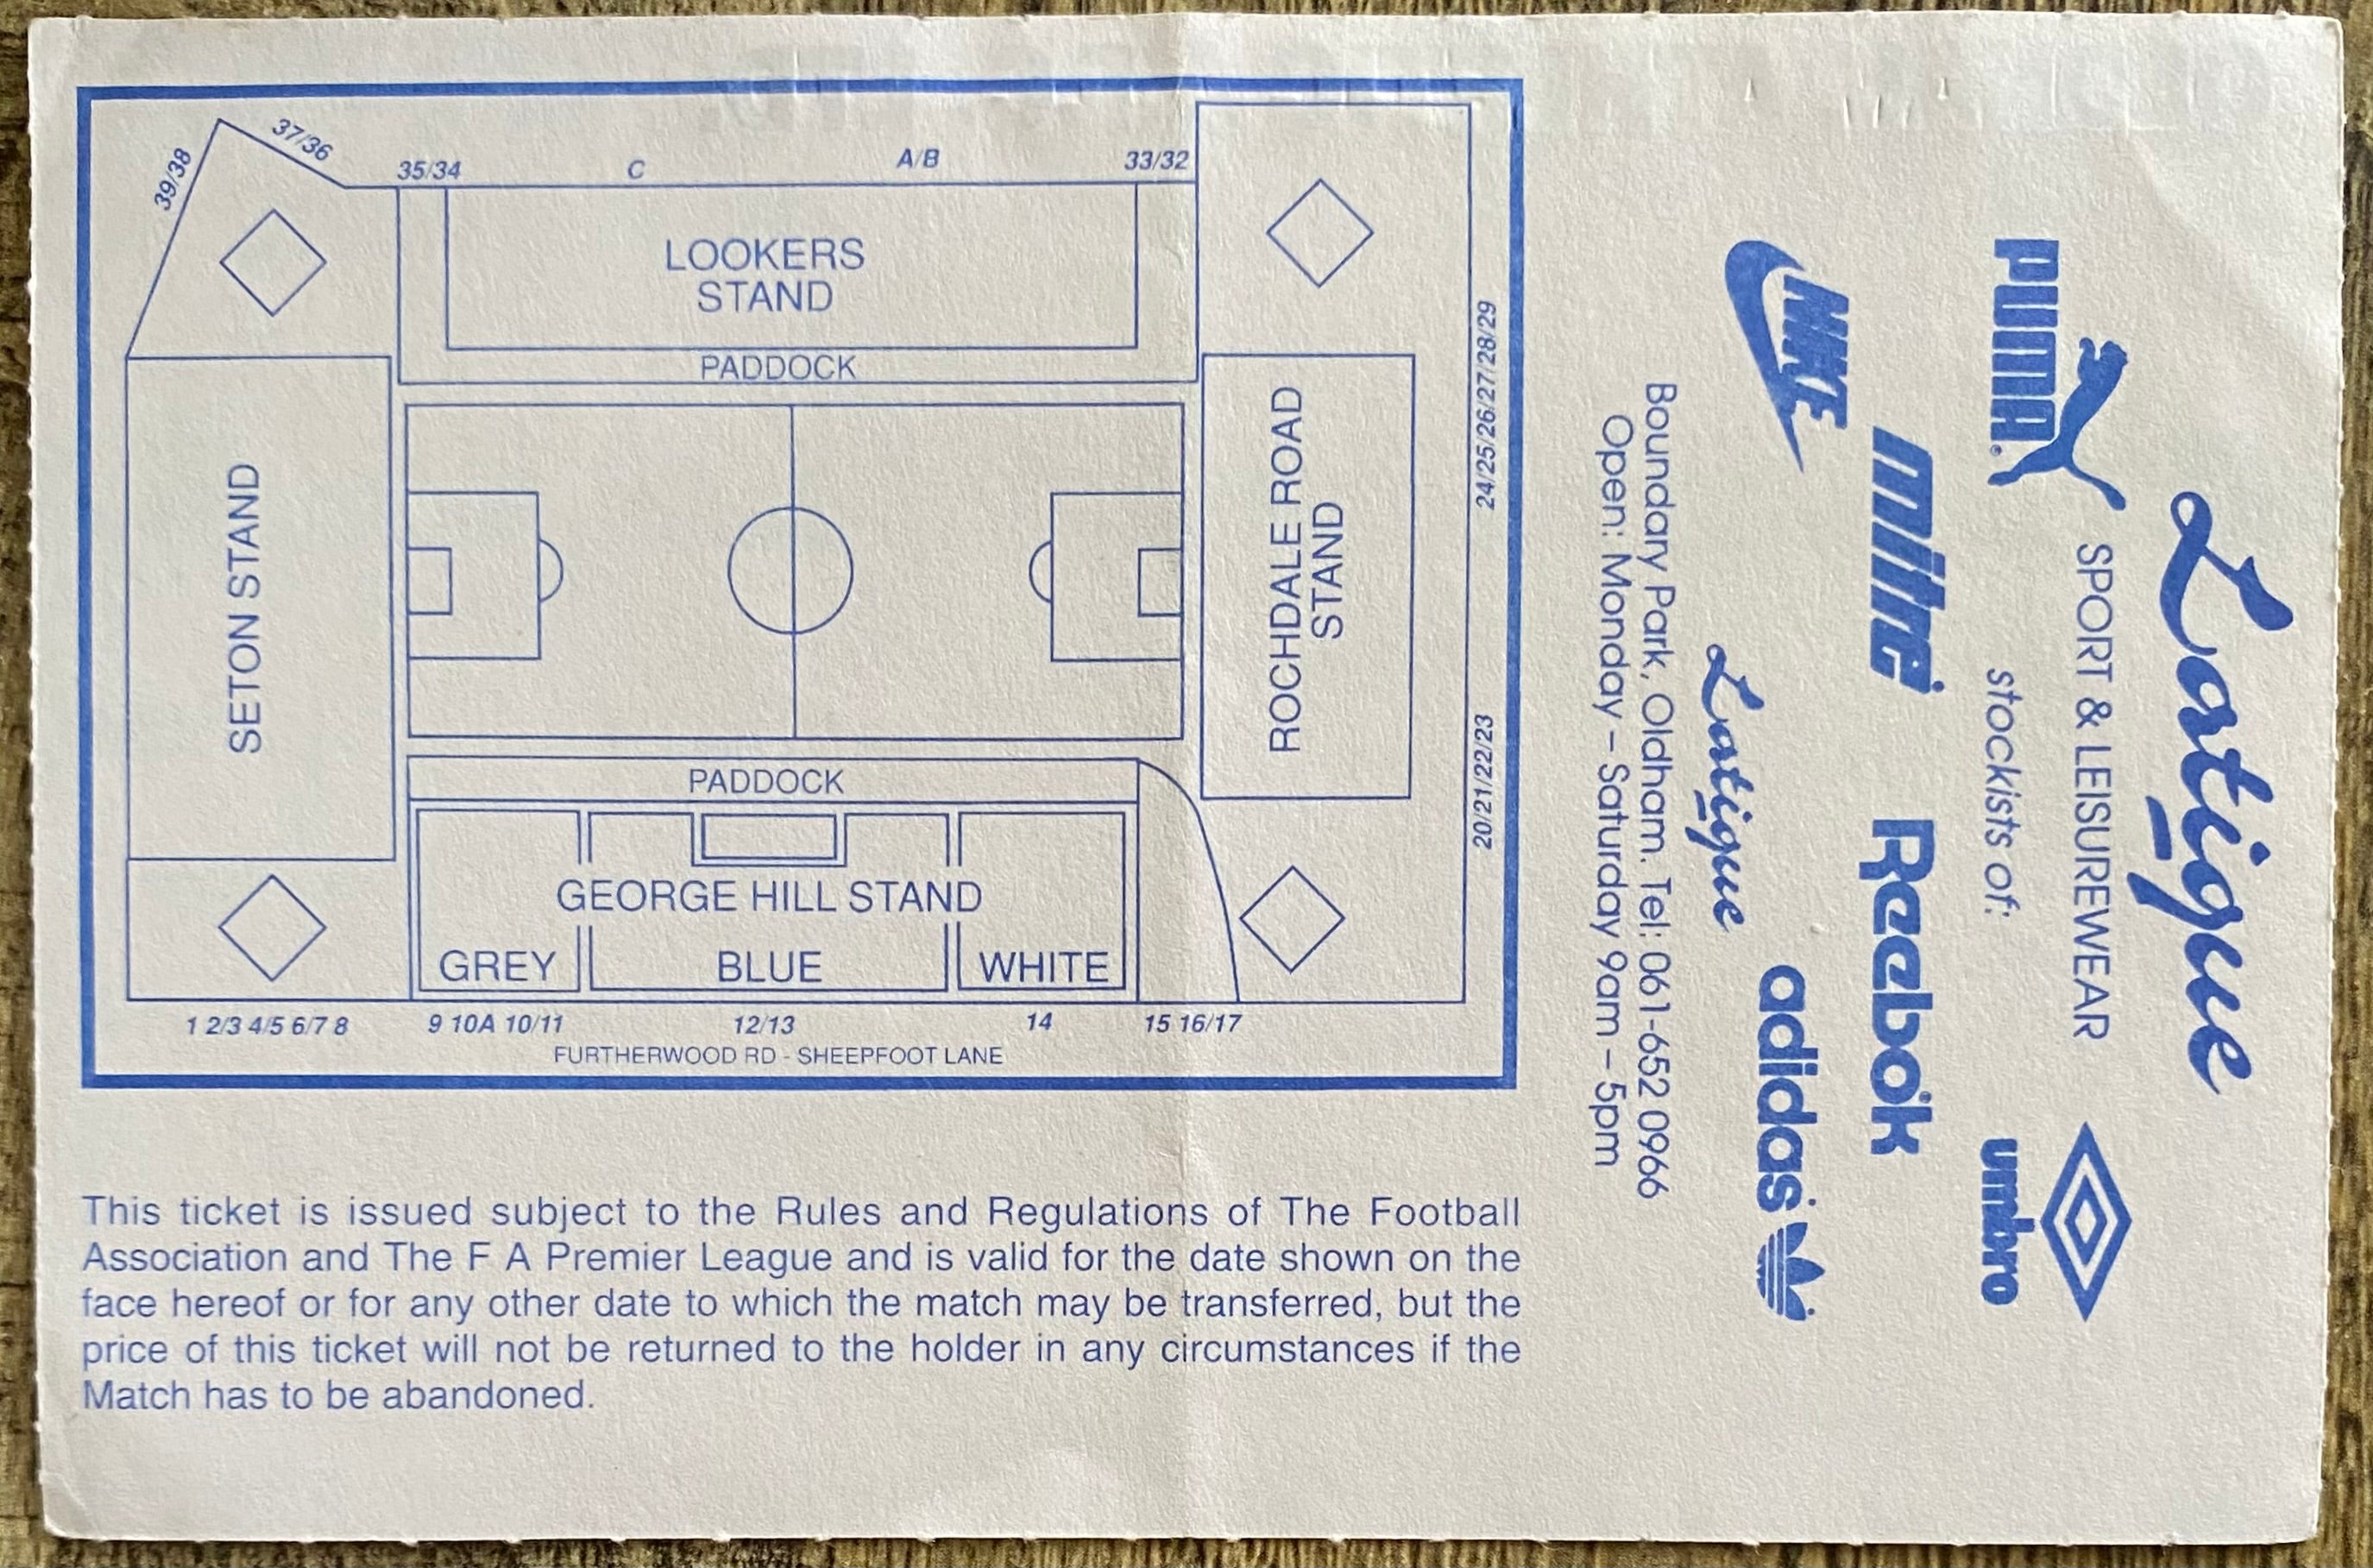 37/36
39/38
35/34
C
A/B
33/32
LOOKERS
STAND
PADDOCK
SETON STAND
ROCHDALE ROAD
STAND
24/25/26/27/28/29
20/21/22/23
PADDOCK
GEORGE HILL STAND
GREY
BLUE
WHITE
1 2/3 4/5 6/7 8
9 10A 10/11
12/13
14
15 16/17
FURTHERWOOD RD - SHEEPFOOT LANE
This ticket is issued subject to the Rules and Regulations of The Football
Association and The F A Premier League and is valid for the date shown on the
face hereof or for any other date to which the match may be transferred, but the
price of this ticket will not be returned to the holder in any circumstances if the
Match has to be abandoned.
Latique
SPORT & LEISUREWEAR
PUMA®
stockists of:
umbro
mitre
Reebok
NIKE
Latique
adidas
Boundary Park, Oldham. Tel: 061-652 0966
Open: Monday – Saturday 9am – 5pm